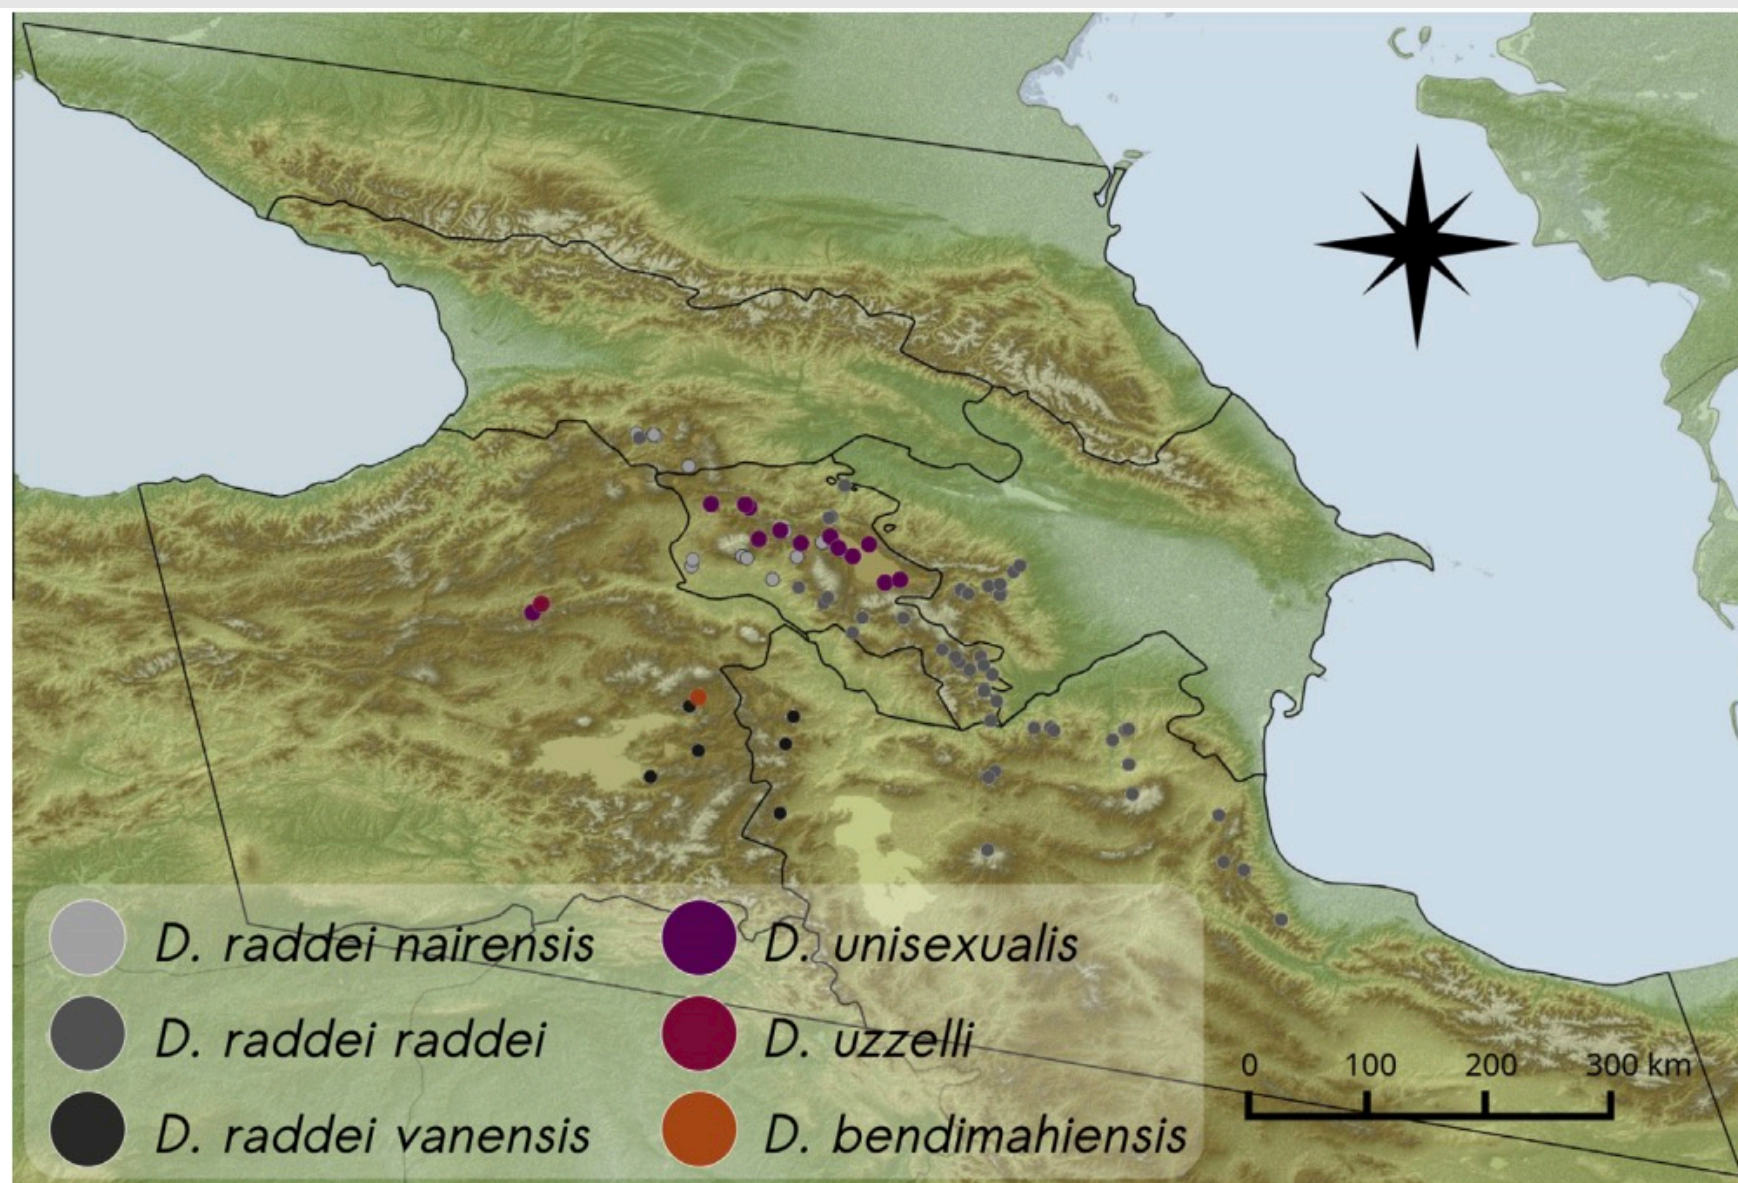 D. raddei nairensis
D. raddei raddei
D. raddei vanensis
D. unisexualis
D. uzzelli
D. bendimahiensis
0 100 200 300 km